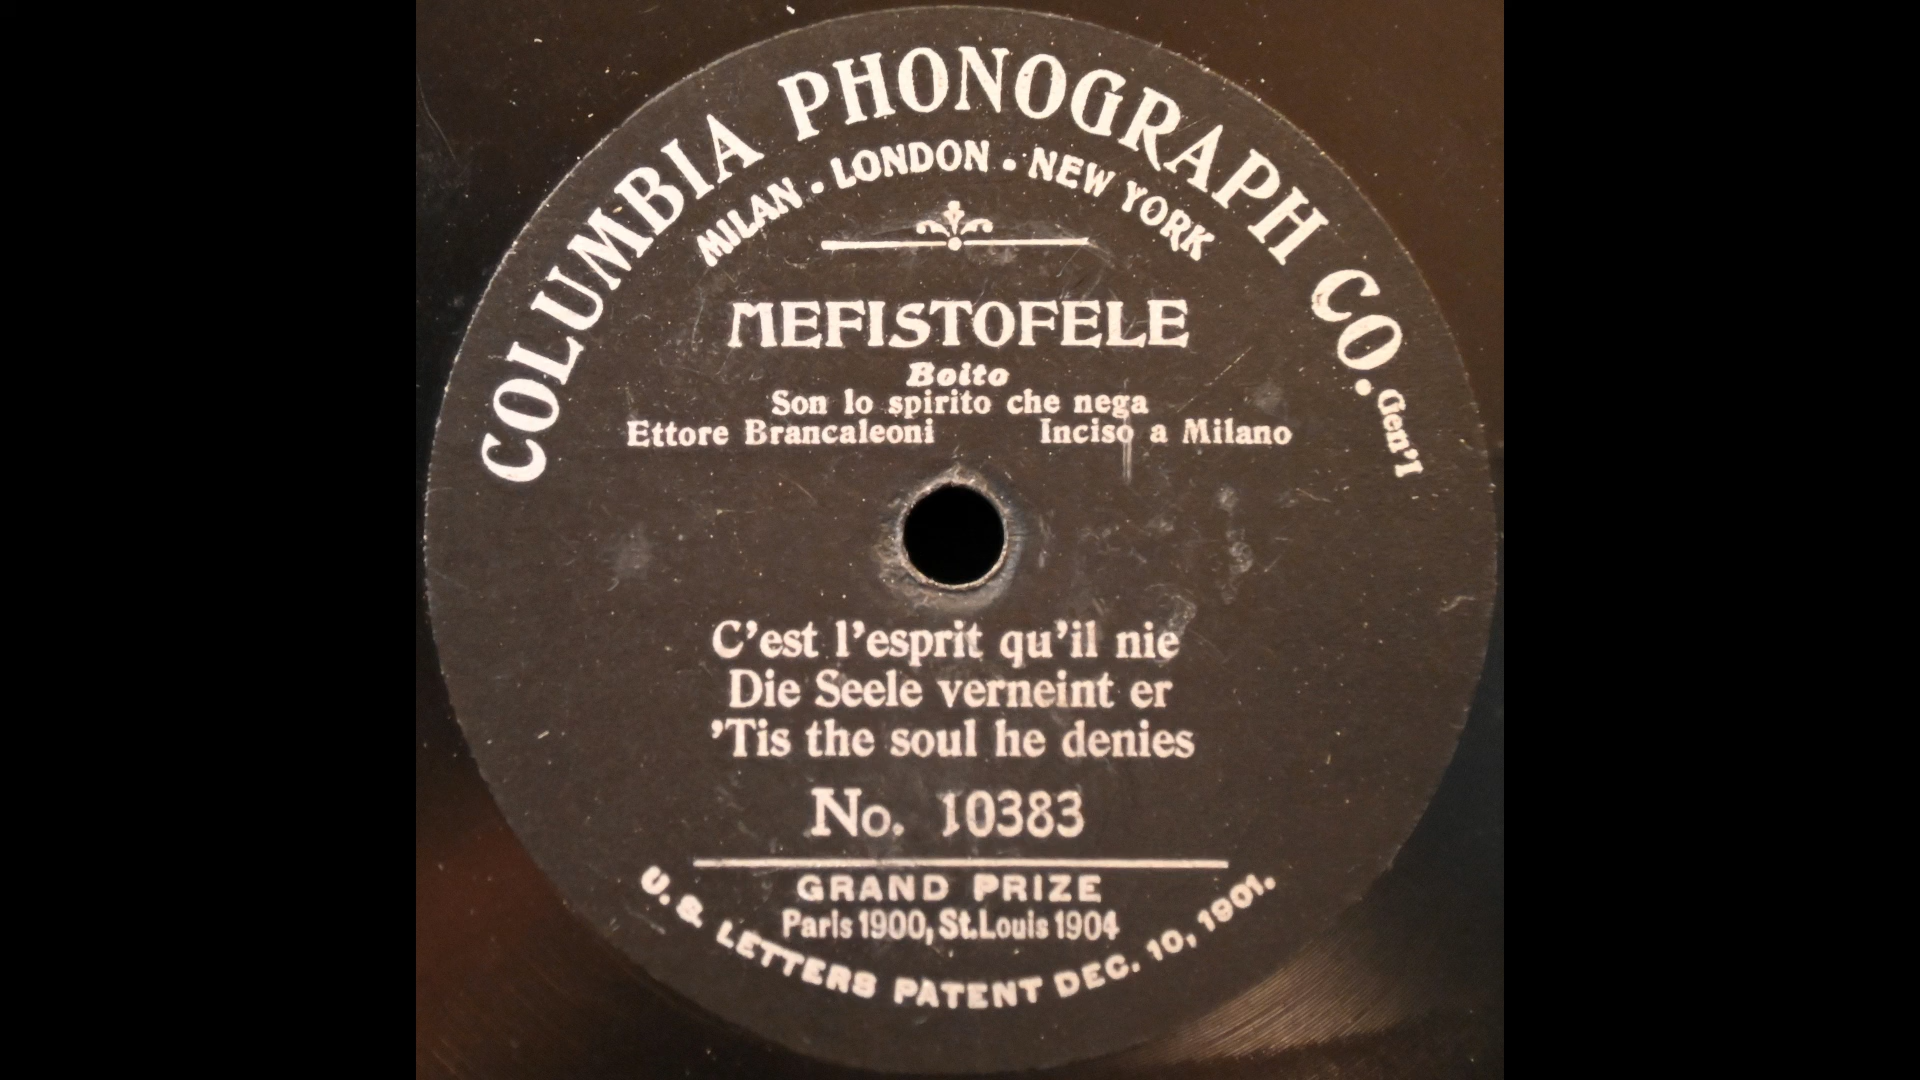 COLUMBIA PHONOGRAPH CO. Gen'l
MILAN · LONDON · NEW YORK
MEFISTOFELE
Boito
Son lo spirito che nega
Ettore Brancaleoni Inciso a Milano
C'est l'esprit qu'il nie
Die Seele verneint er
'Tis the soul he denies
No. 10383
GRAND PRIZE
Paris 1900, St. Louis 1904
U.S. LETTERS PATENT DEC. 10, 1901.